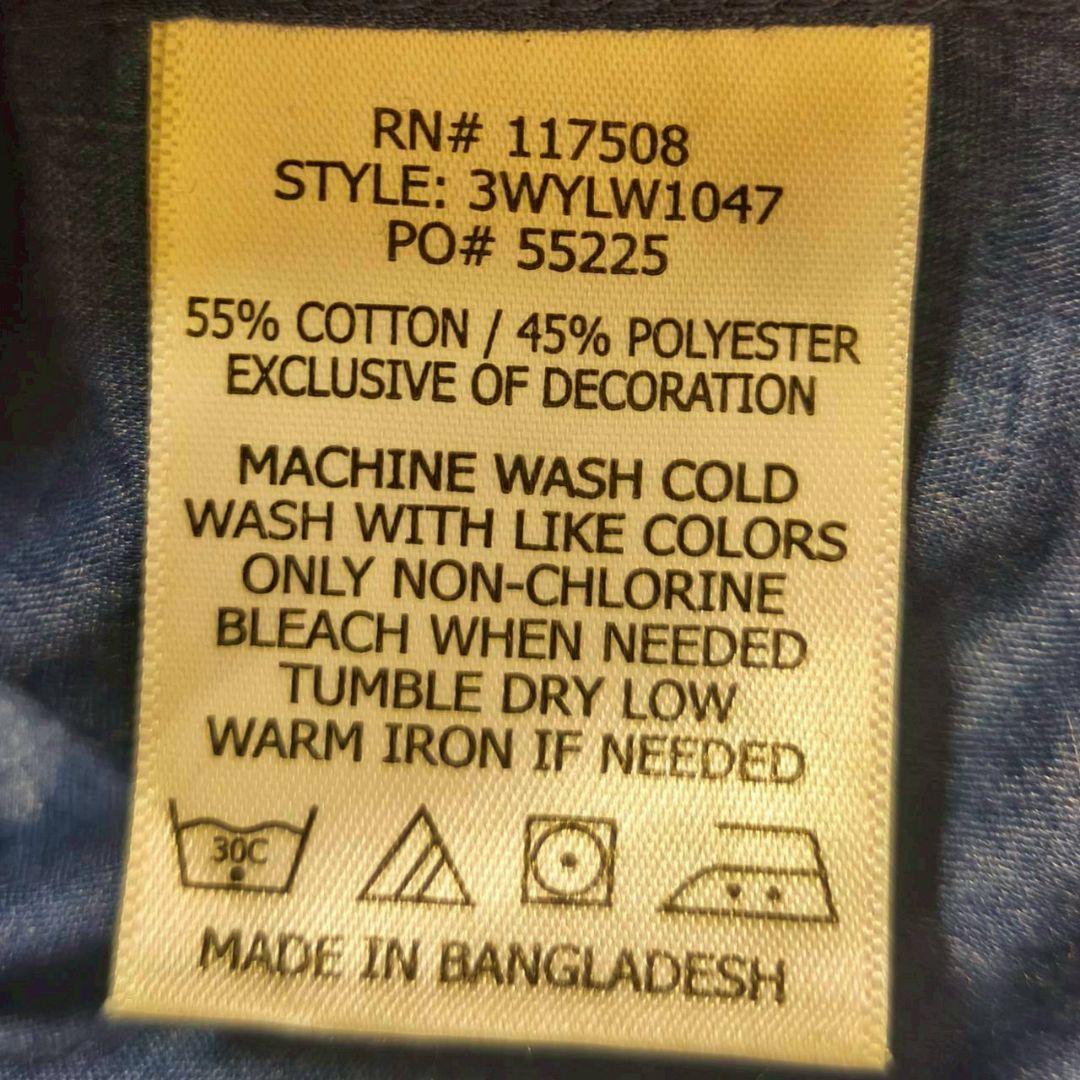 RN# 117508
STYLE: 3WYLW1047
PO# 55225
55% COTTON / 45% POLYESTER
EXCLUSIVE OF DECORATION
MACHINE WASH COLD
WASH WITH LIKE COLORS
ONLY NON-CHLORINE
BLEACH WHEN NEEDED
TUMBLE DRY LOW
WARM IRON IF NEEDED
30C
MADE IN BANGLADESH